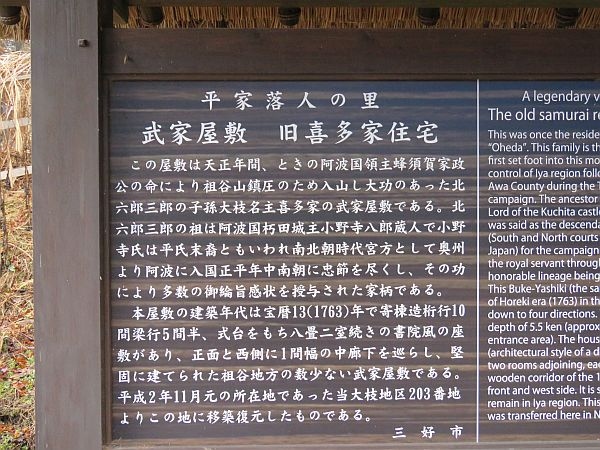 平家落人の里
武家屋敷　旧喜多家住宅
この屋敷は天正年間、ときの阿波国領主蜂須賀家政
公の命により祖谷山鎮圧のため入山し大功のあった北
六郎三郎の子孫大枝名主喜多家の武家屋敷である。北
六郎三郎の祖は阿波国朽田城主小野寺八郎蔵人で小野
寺氏は平氏末裔ともいわれ南北朝時代宮方として奥州
より阿波に入国正平年中南朝に忠節を尽くし、その功
により多数の御綸旨感状を授与された家柄である。
本屋敷の建築年代は宝暦13(1763)年で寄棟造桁行10
間梁行5間半、式台をもち八畳二室続きの書院風の座
敷があり、正面と西側に1間幅の中廊下を巡らし、堅
固に建てられた祖谷地方の数少ない武家屋敷である。
平成2年11月元の所在地であった当大枝地区203番地
よりこの地に移築復元したものである。
三好市
A legendary v
The old samurai re
This was once the reside
"Oheda". This family is th
first set foot into this mo
control of Iya region follo
Awa County during the T
campaign. The ancestor
Lord of the Kuchita castl
was said as the descenda
(South and North courts
Japan) for the campaign
the royal servant through
honorable lineage being
This Buke-Yashiki (the sa
of Horeki era (1763) in th
down to four directions.
depth of 5.5 ken (approx
entrance area). The hous
(architectural style of a d
two rooms adjoining, eac
wooden corridor of the 1
front and west side. It is s
remain in Iya region. This
was transferred here in N